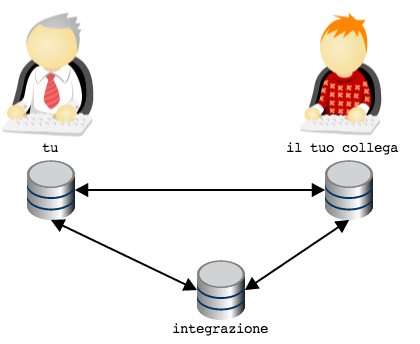 tu
il tuo collega
integrazione